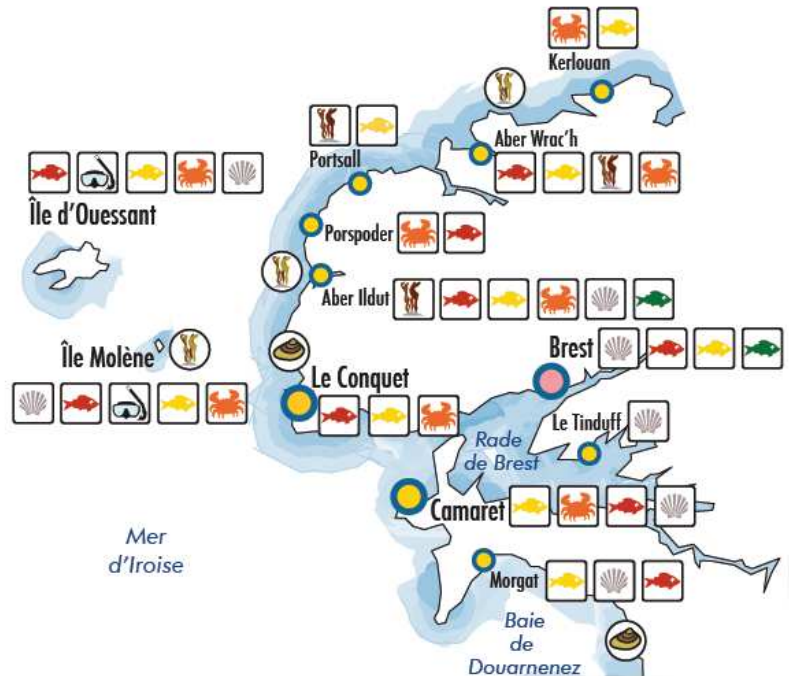 Kerlouan
Portsall
Aber Wrac'h
Île d'Ouessant
Porspoder
Aber Ildut
Île Molène
Brest
Le Conquet
Le Tinduff
Rade
de Brest
Camaret
Mer
d'Iroise
Morgat
Baie
de
Douarnenez